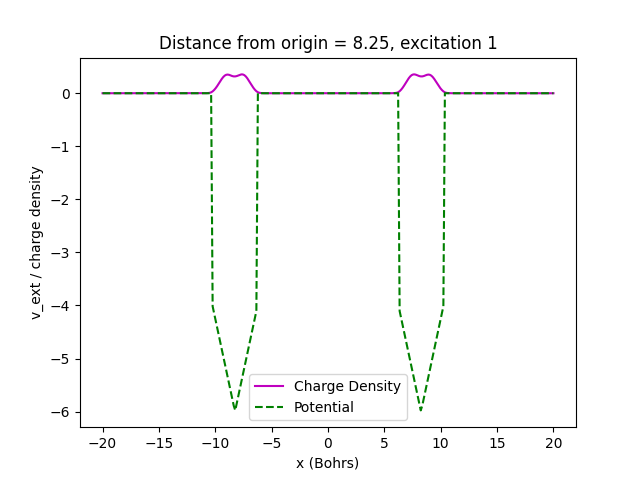 Distance from origin = 8.25, excitation 1
v_ext / charge density
0
−1
−2
−3
−4
−5
−6
Charge Density
Potential
−20 −15 −10 −5 0 5 10 15 20
x (Bohrs)